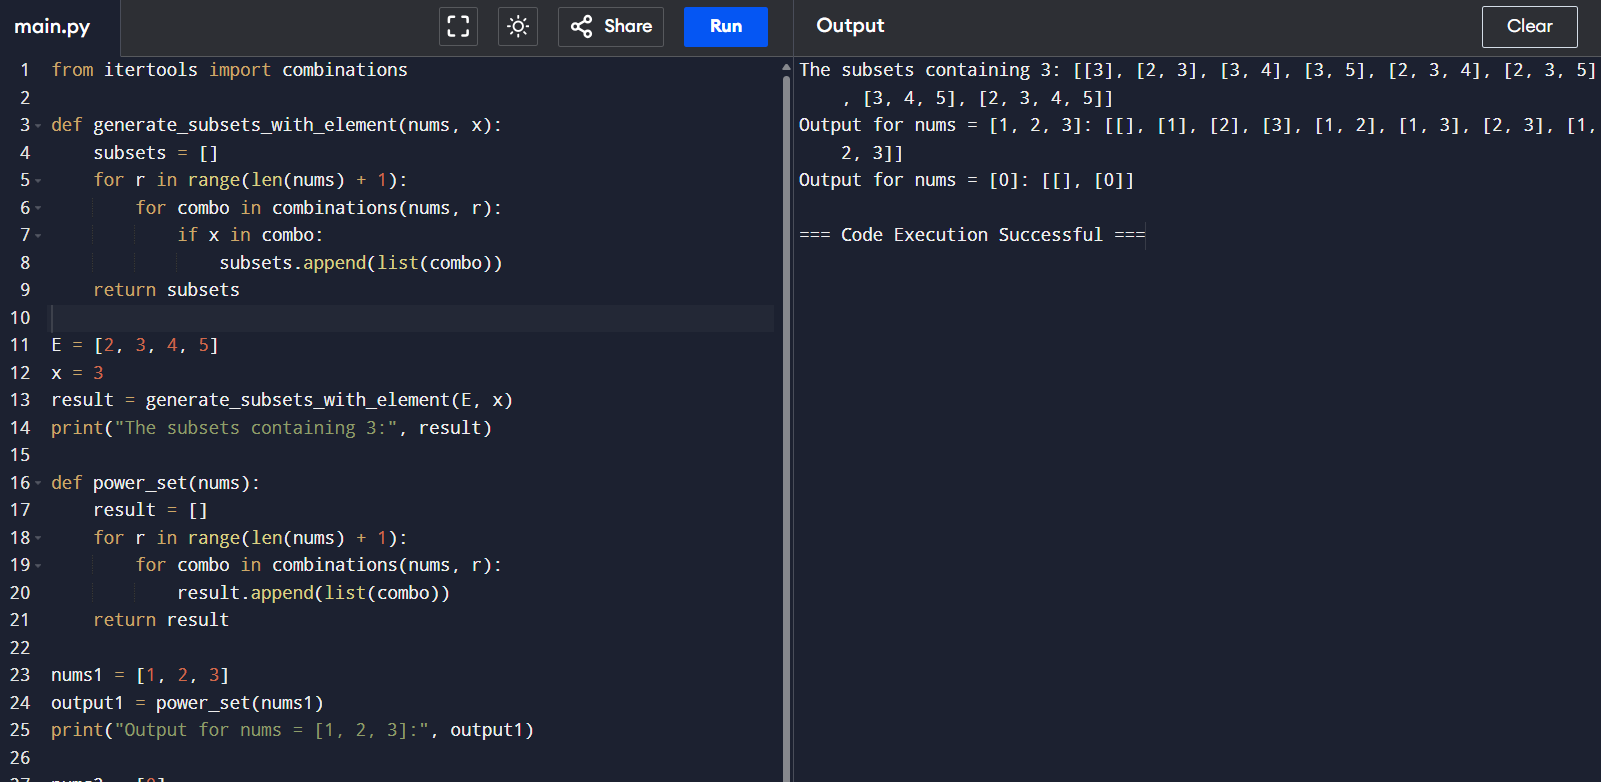 main.py
Share
Run
Output
Clear
1 from itertools import combinations
2
3 def generate_subsets_with_element(nums, x):
4     subsets = []
5     for r in range(len(nums) + 1):
6         for combo in combinations(nums, r):
7             if x in combo:
8                 subsets.append(list(combo))
9     return subsets
10
11 E = [2, 3, 4, 5]
12 x = 3
13 result = generate_subsets_with_element(E, x)
14 print("The subsets containing 3:", result)
15
16 def power_set(nums):
17     result = []
18     for r in range(len(nums) + 1):
19         for combo in combinations(nums, r):
20             result.append(list(combo))
21     return result
22
23 nums1 = [1, 2, 3]
24 output1 = power_set(nums1)
25 print("Output for nums = [1, 2, 3]:", output1)
26
The subsets containing 3: [[3], [2, 3], [3, 4], [3, 5], [2, 3, 4], [2, 3, 5]
, [3, 4, 5], [2, 3, 4, 5]]
Output for nums = [1, 2, 3]: [[], [1], [2], [3], [1, 2], [1, 3], [2, 3], [1,
2, 3]]
Output for nums = [0]: [[], [0]]
=== Code Execution Successful ===